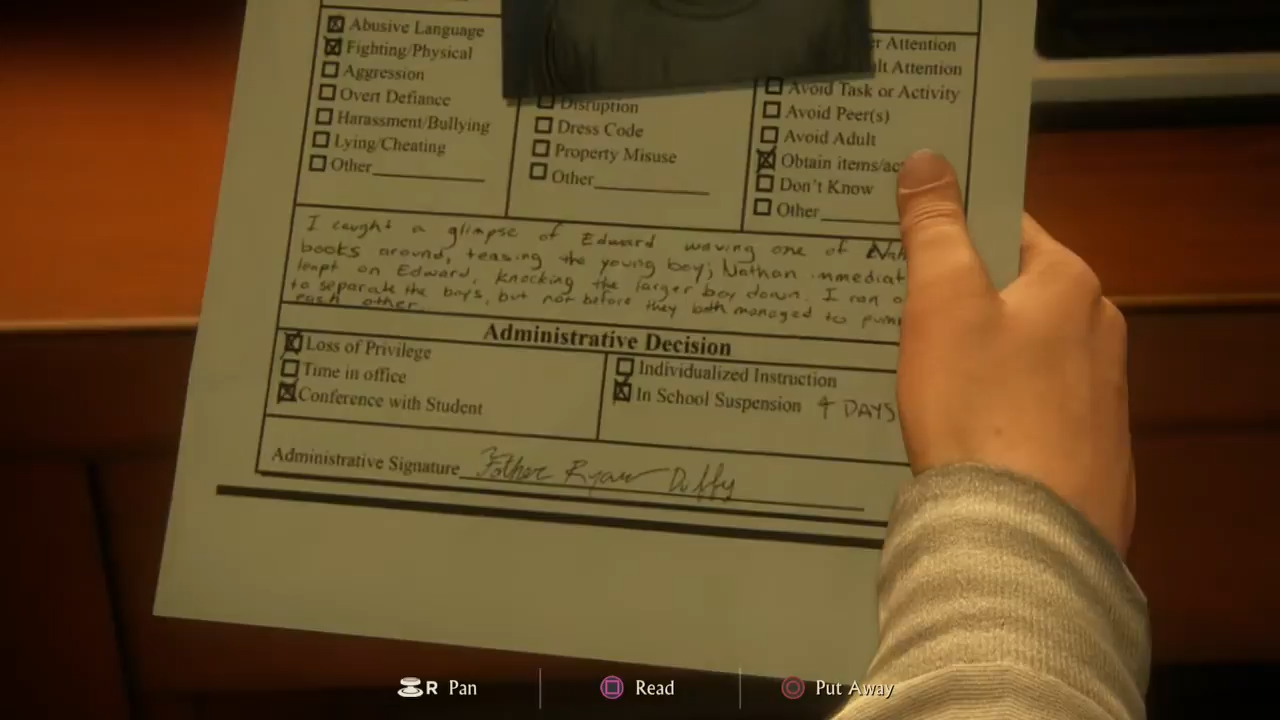 Abusive Language
Fighting/Physical
Aggression
Overt Defiance
Harassment/Bullying
Lying/Cheating
Other
Disruption
Dress Code
Property Misuse
Other
Attention
Attention
Avoid Task or Activity
Avoid Peer(s)
Avoid Adult
Obtain items/ac
Don't Know
Other
I caught a glimpse of Edward waving one of
books around, teasing the young boy; Nathan immediat
leapt on Edward, knocking the larger boy down. I ran
to separate the boys, but not before they both managed to
each other.
Administrative Decision
Loss of Privilege
Time in office
Conference with Student
Individualized Instruction
In School Suspension 4 DAYS
Administrative Signature Father Ryan Duffy
R Pan
Read
Put Away